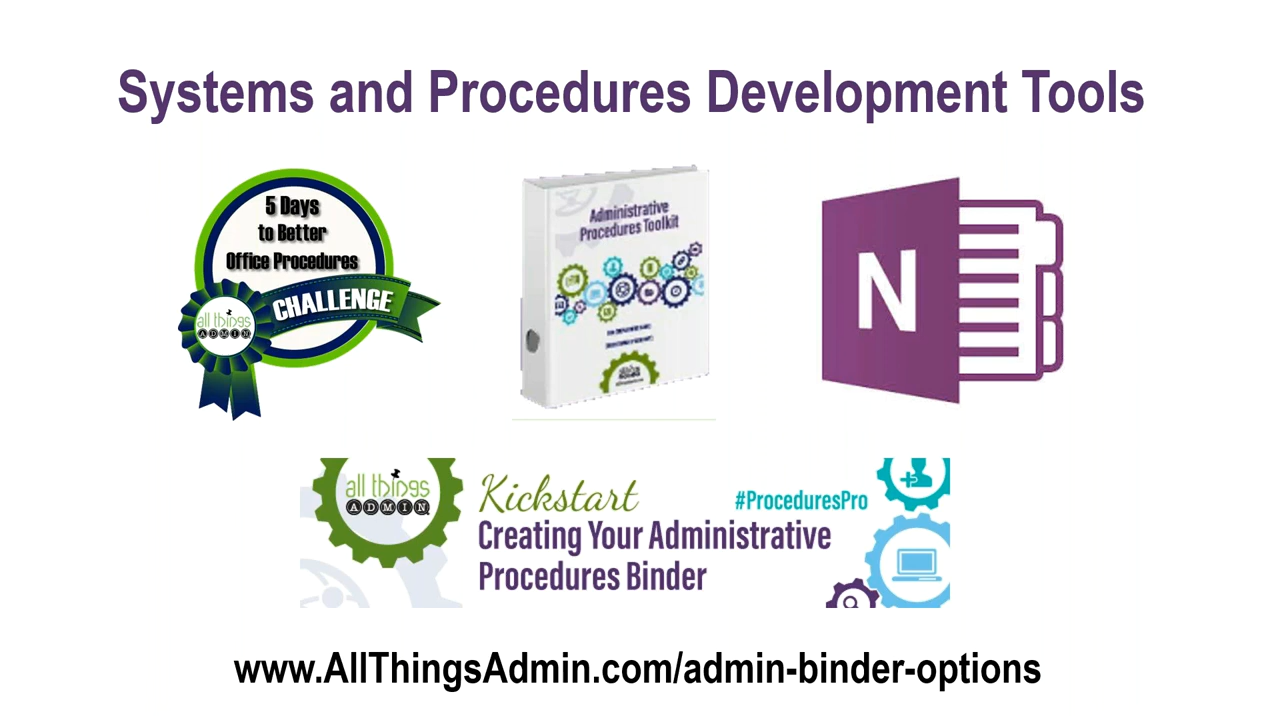 Systems and Procedures Development Tools
5 Days
to Better
Office Procedures
CHALLENGE
all things
ADMIN
Administrative
Procedures Toolkit
N
all things
ADMIN
Kickstart
#ProceduresPro
Creating Your Administrative
Procedures Binder
www.AllThingsAdmin.com/admin-binder-options